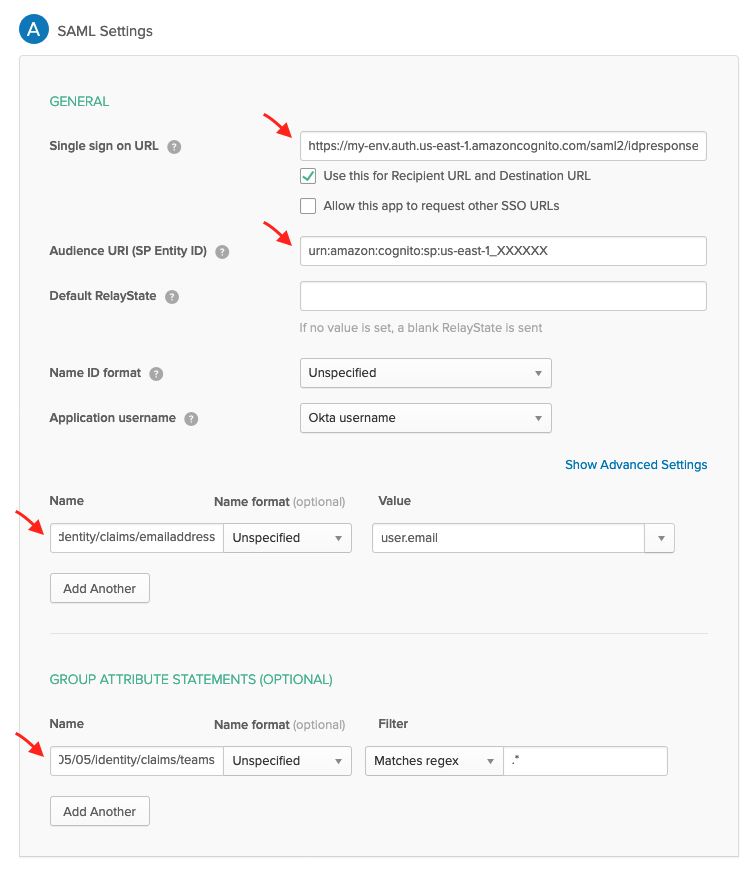 A SAML Settings
GENERAL
Single sign on URL ?
https://my-env.auth.us-east-1.amazoncognito.com/saml2/idpresponse
Use this for Recipient URL and Destination URL
Allow this app to request other SSO URLs
Audience URI (SP Entity ID) ?
urn:amazon:cognito:sp:us-east-1_XXXXXX
Default RelayState ?
If no value is set, a blank RelayState is sent
Name ID format ?
Unspecified
Application username ?
Okta username
Show Advanced Settings
Name Name format (optional) Value
dentity/claims/emailaddress Unspecified user.email
Add Another
GROUP ATTRIBUTE STATEMENTS (OPTIONAL)
Name Name format (optional) Filter
05/05/identity/claims/teams Unspecified Matches regex .*
Add Another